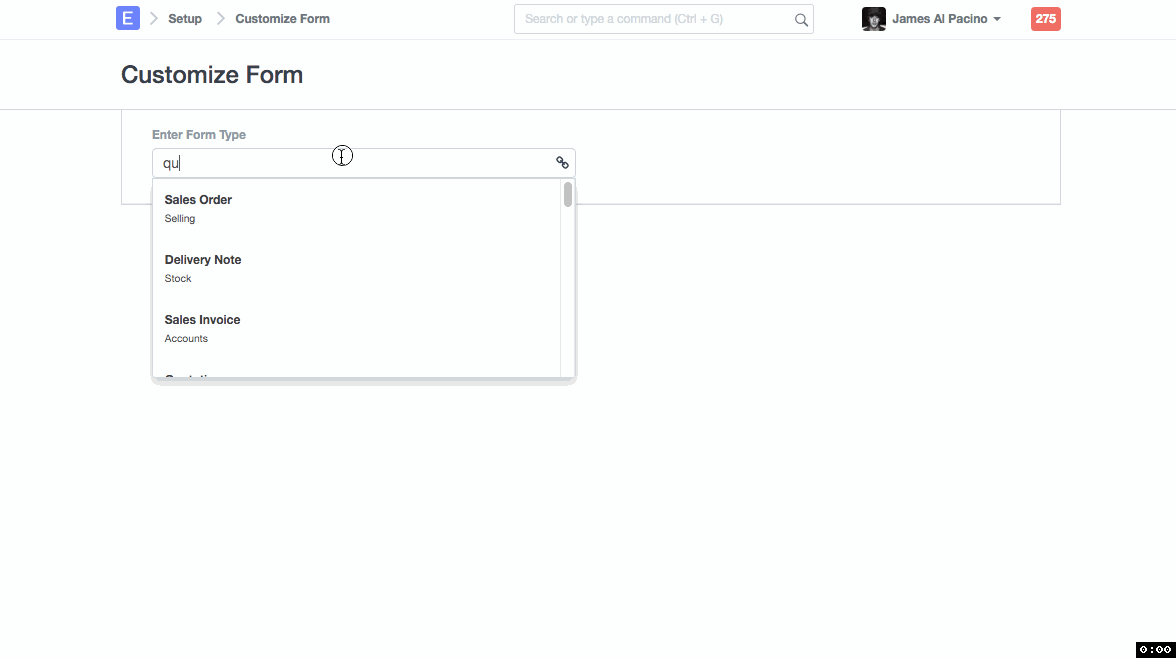 E
Setup
Customize Form
Search or type a command (Ctrl + G)
James Al Pacino
275
Customize Form
Enter Form Type
qu
Sales Order
Selling
Delivery Note
Stock
Sales Invoice
Accounts
0:00